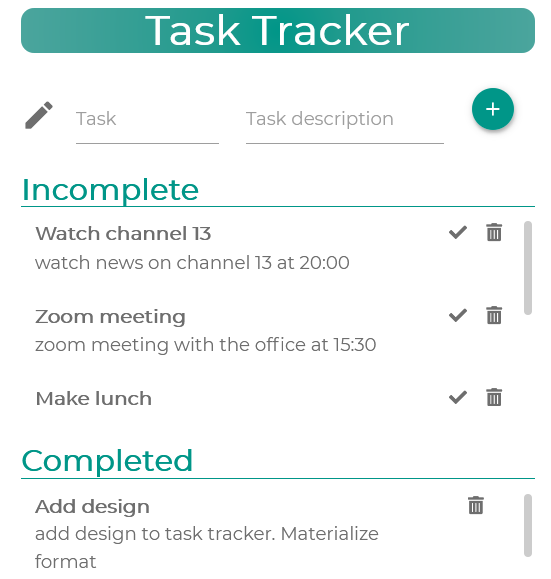 Task Tracker
Task Task description
Incomplete
Watch channel 13
watch news on channel 13 at 20:00
Zoom meeting
zoom meeting with the office at 15:30
Make lunch
Completed
Add design
add design to task tracker. Materialize
format